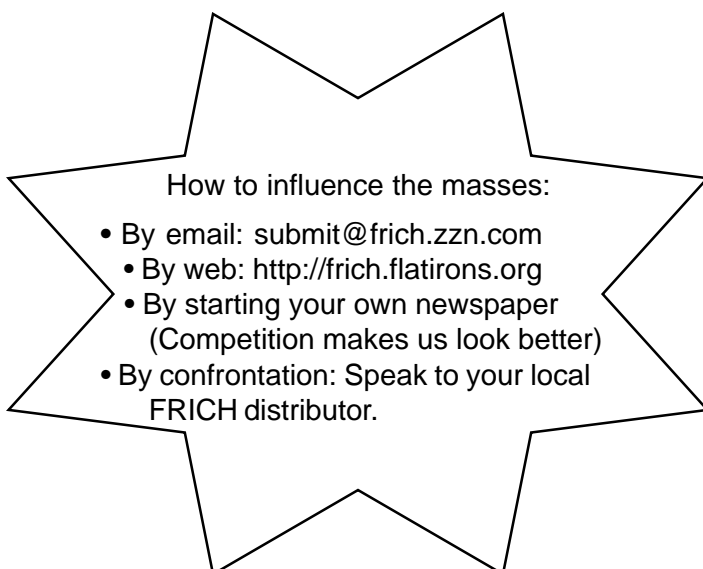 How to influence the masses:
• By email: submit@frich.zzn.com
• By web: http://frich.flatirons.org
• By starting your own newspaper
(Competition makes us look better)
• By confrontation: Speak to your local
FRICH distributor.